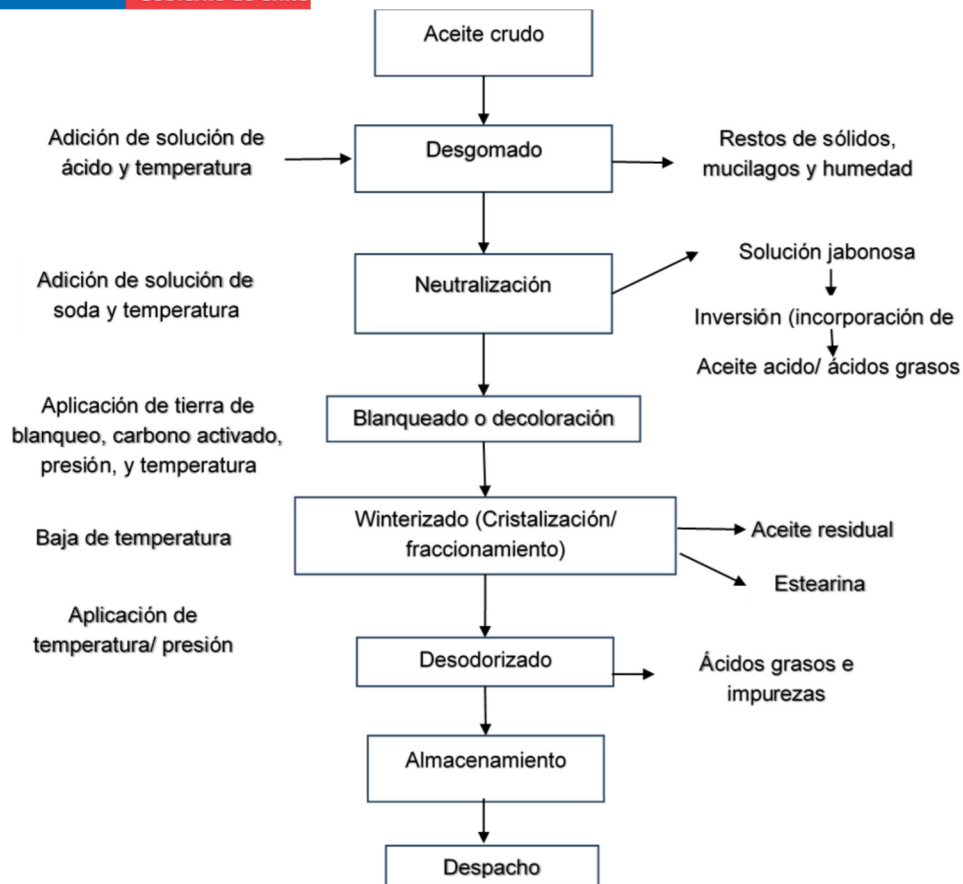 Aceite crudo
Adición de solución de
ácido y temperatura
Desgomado
Restos de sólidos,
mucilagos y humedad
Adición de solución de
soda y temperatura
Neutralización
Solución jabonosa
Inversión (incorporación de
Aceite acido/ ácidos grasos
Aplicación de tierra de
blanqueo, carbono activado,
presión, y temperatura
Blanqueado o decoloración
Baja de temperatura
Winterizado (Cristalización/
fraccionamiento)
Aceite residual
Estearina
Aplicación de
temperatura/ presión
Desodorizado
Ácidos grasos e
impurezas
Almacenamiento
Despacho